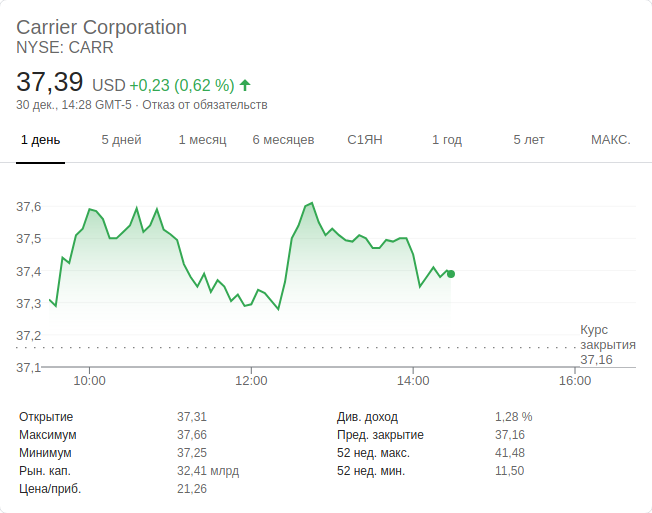 Carrier Corporation
NYSE: CARR
37,39 USD +0,23 (0,62 %)
30 дек., 14:28 GMT-5 · Отказ от обязательств
1 день 5 дней 1 месяц 6 месяцев С1ЯН 1 год 5 лет МАКС.
37,6
37,5
37,4
37,3
37,2
37,1
Курс
закрытия
37,16
10:00 12:00 14:00 16:00
Открытие 37,31 Див. доход 1,28 %
Максимум 37,66 Пред. закрытие 37,16
Минимум 37,25 52 нед. макс. 41,48
Рын. кап. 32,41 млрд 52 нед. мин. 11,50
Цена/приб. 21,26